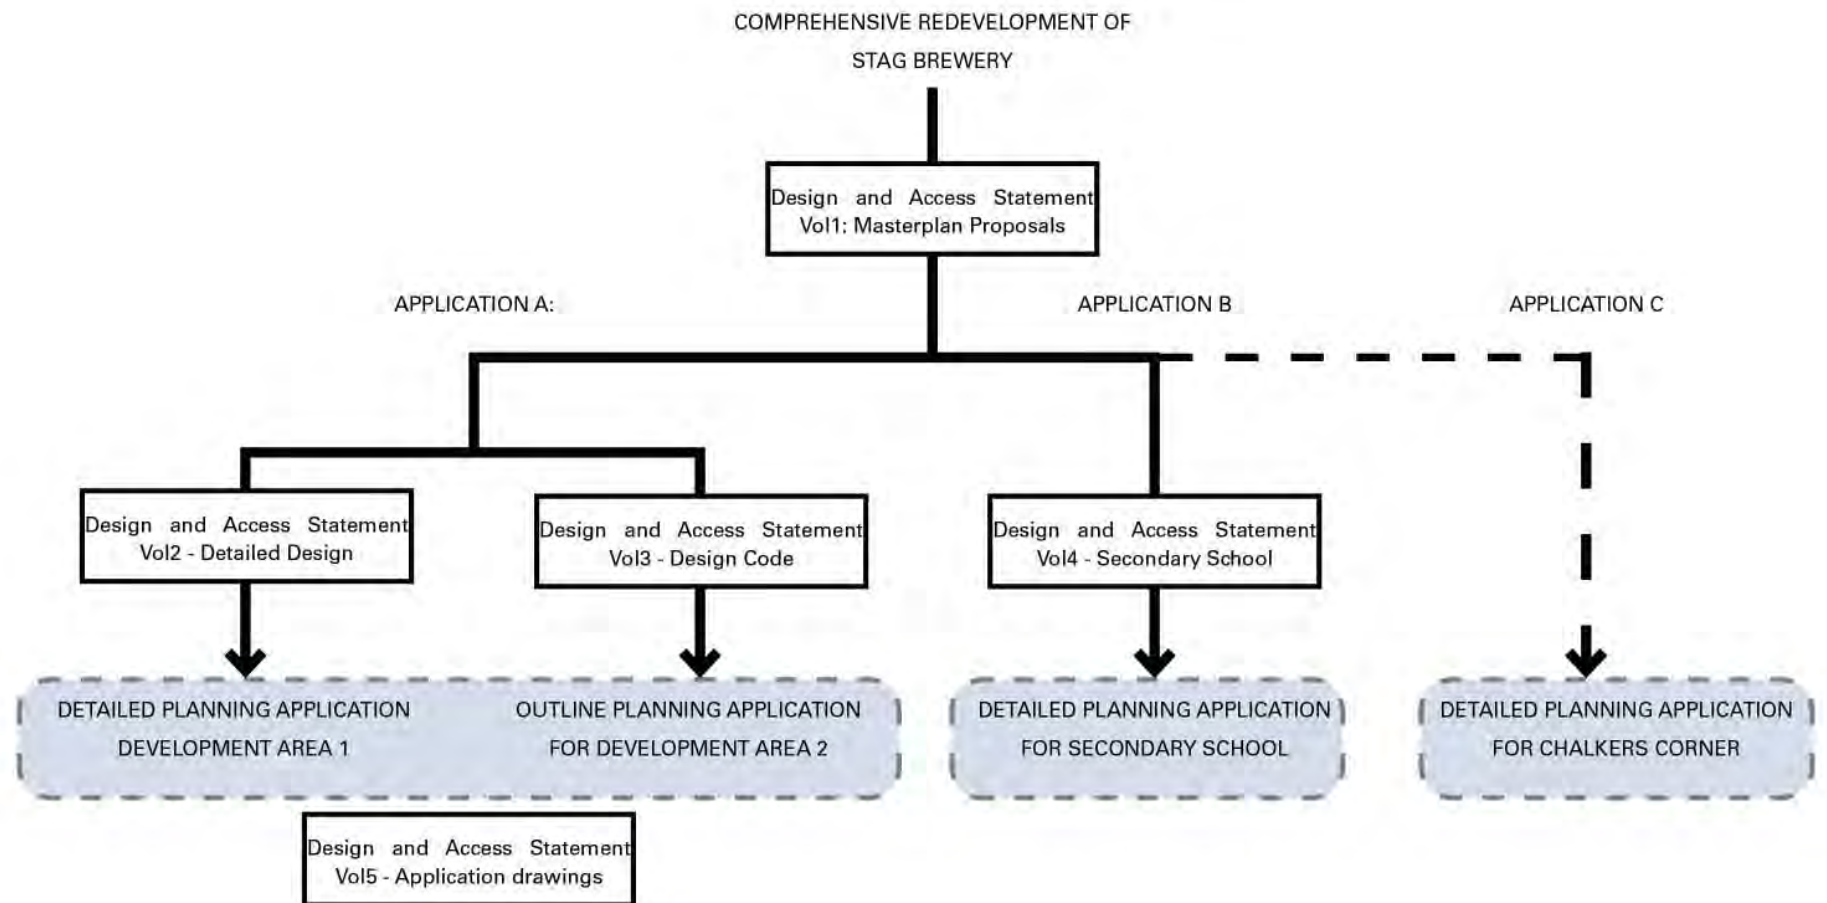 COMPREHENSIVE REDEVELOPMENT OF
STAG BREWERY
Design and Access Statement
Vol1: Masterplan Proposals
APPLICATION A:
APPLICATION B
APPLICATION C
Design and Access Statement
Vol2 - Detailed Design
Design and Access Statement
Vol3 - Design Code
Design and Access Statement
Vol4 - Secondary School
DETAILED PLANNING APPLICATION
DEVELOPMENT AREA 1
OUTLINE PLANNING APPLICATION
FOR DEVELOPMENT AREA 2
DETAILED PLANNING APPLICATION
FOR SECONDARY SCHOOL
DETAILED PLANNING APPLICATION
FOR CHALKERS CORNER
Design and Access Statement
Vol5 - Application drawings